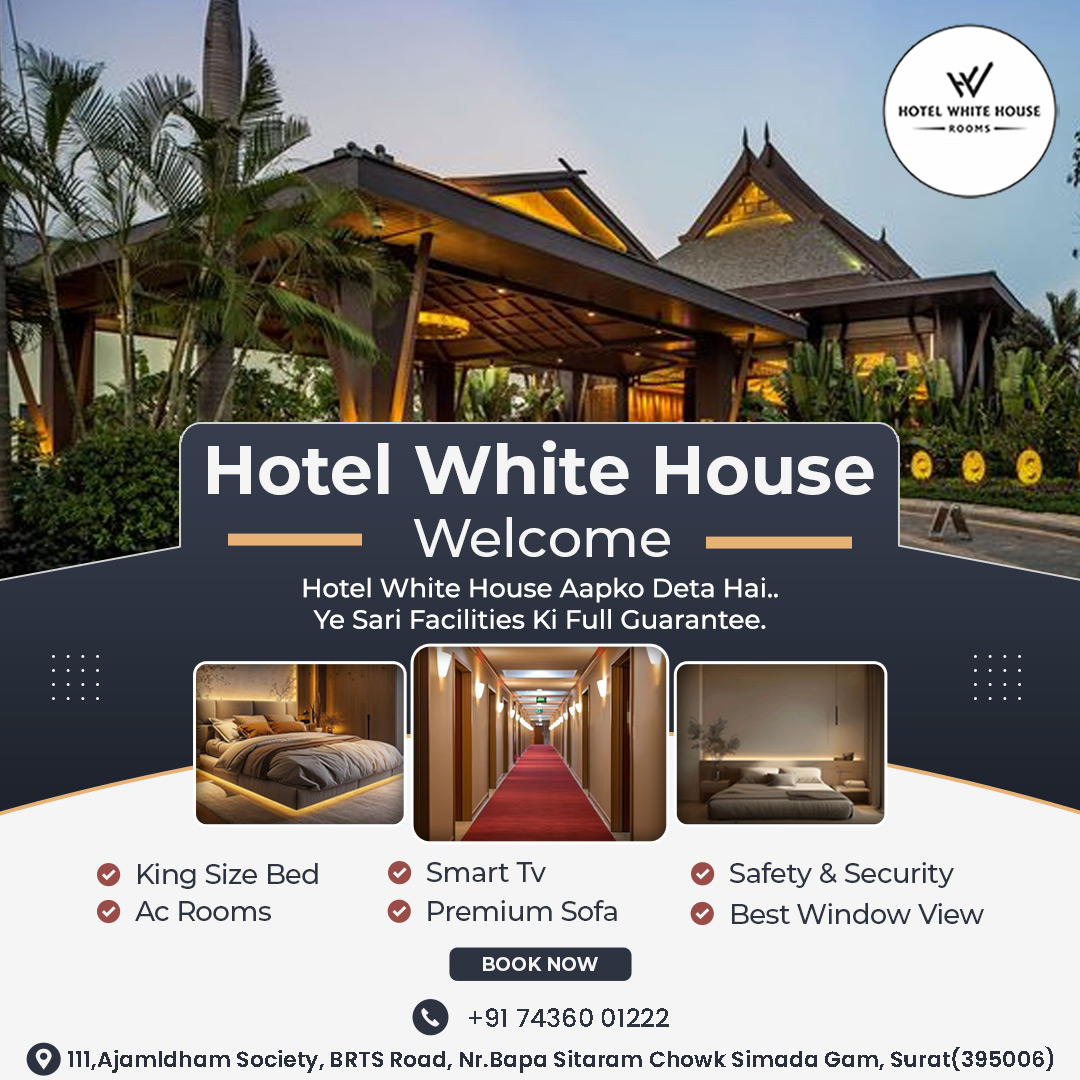 HOTEL WHITE HOUSE
ROOMS
Hotel White House
Welcome
Hotel White House Aapko Deta Hai..
Ye Sari Facilities Ki Full Guarantee.
King Size Bed
Smart Tv
Safety & Security
Ac Rooms
Premium Sofa
Best Window View
BOOK NOW
+91 74360 01222
111,Ajamldham Society, BRTS Road, Nr.Bapa Sitaram Chowk Simada Gam, Surat(395006)